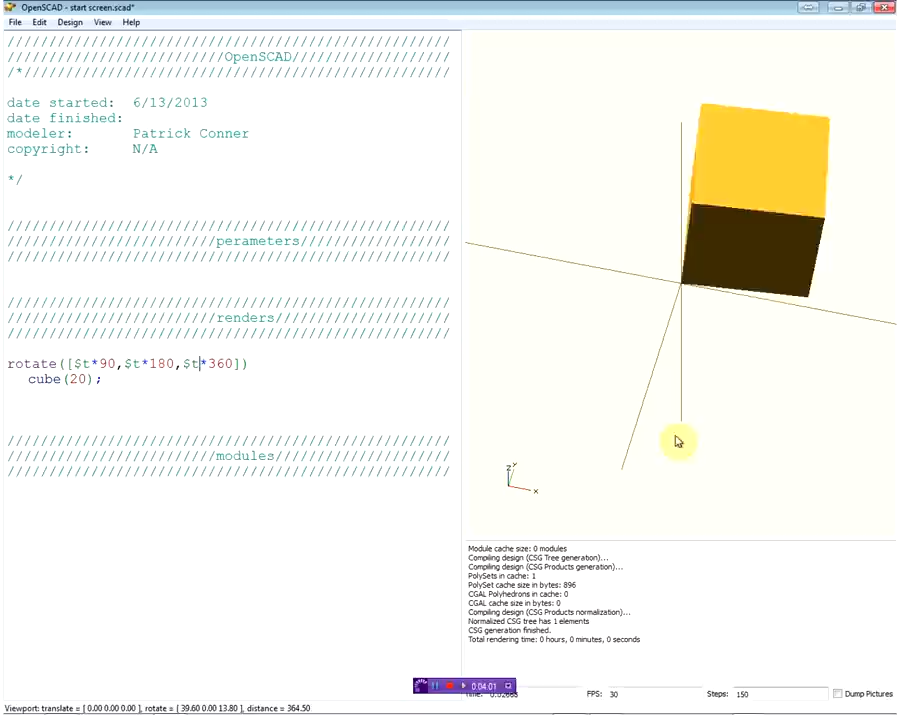 OpenSCAD - start screen.scad*
File Edit Design View Help
/////////////////////////////////////////////////////
//////////////////////////OpenSCAD///////////////////
/*///////////////////////////////////////////////////
date started: 6/13/2013
date finished:
modeler: Patrick Conner
copyright: N/A
*/
/////////////////////////////////////////////////////
/////////////////////////perameters//////////////////
/////////////////////////////////////////////////////
/////////////////////////////////////////////////////
/////////////////////////renders/////////////////////
/////////////////////////////////////////////////////
rotate([$t*90,$t*180,$t*360])
cube(20);
/////////////////////////////////////////////////////
/////////////////////////modules/////////////////////
/////////////////////////////////////////////////////
z
y
x
Module cache size: 0 modules
Compiling design (CSG Tree generation)...
Compiling design (CSG Products generation)...
PolySets in cache: 1
PolySet cache size in bytes: 896
CGAL Polyhedrons in cache: 0
CGAL cache size in bytes: 0
Compiling design (CSG Products normalization)...
Normalized CSG tree has 1 elements
CSG generation finished.
Total rendering time: 0 hours, 0 minutes, 0 seconds
0:04:01
FPS: 30 Steps: 150 Dump Pictures
Viewport: translate = [ 0.00 0.00 0.00 ], rotate = [ 39.60 0.00 13.80 ], distance = 364.50